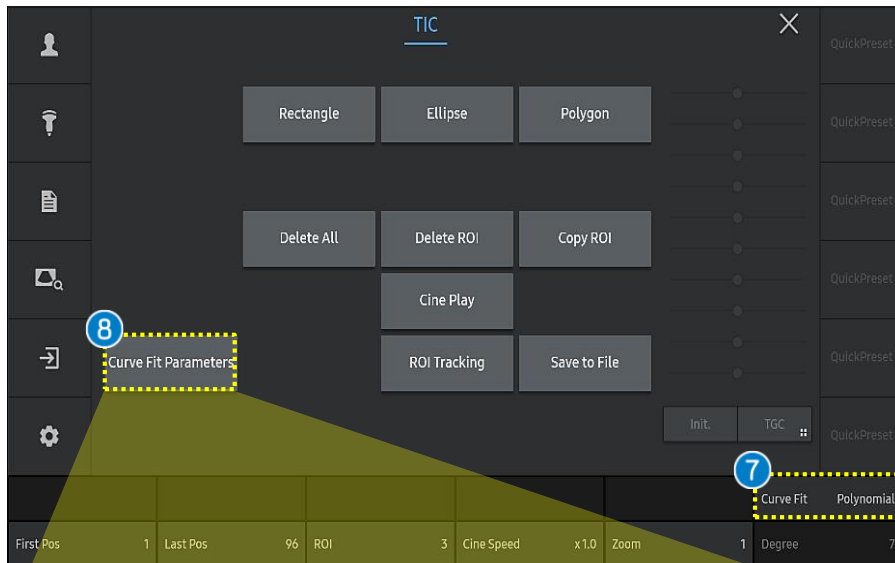 TIC
QuickPreset
Rectangle Ellipse Polygon
QuickPreset
QuickPreset
Delete All Delete ROI Copy ROI
QuickPreset
Cine Play
8
Curve Fit Parameters ROI Tracking Save to File
QuickPreset
Init. TGC
QuickPreset
7
Curve Fit Polynomial
First Pos 1 Last Pos 96 ROI 3 Cine Speed x1.0 Zoom 1 Degree 7